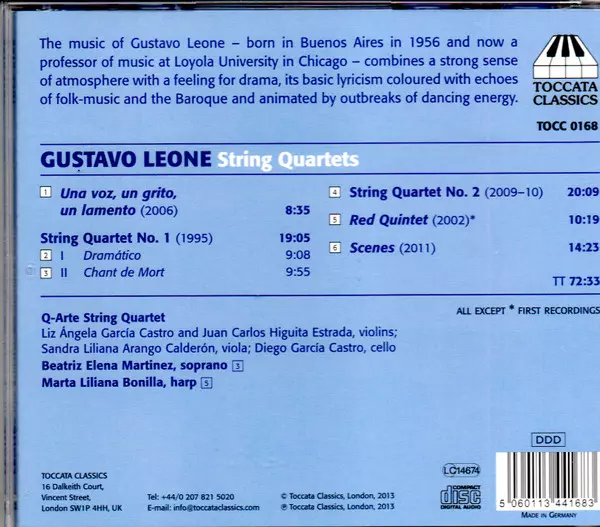 The music of Gustavo Leone – born in Buenos Aires in 1956 and now a
professor of music at Loyola University in Chicago – combines a strong sense
of atmosphere with a feeling for drama, its basic lyricism coloured with echoes
of folk-music and the Baroque and animated by outbreaks of dancing energy.
TOCCATA
CLASSICS
TOCC 0168
GUSTAVO LEONE String Quartets
1 Una voz, un grito,
un lamento (2006) 8:35
String Quartet No. 1 (1995) 19:05
2 I Dramático 9:08
3 II Chant de Mort 9:55
4 String Quartet No. 2 (2009–10) 20:09
5 Red Quintet (2002)* 10:19
6 Scenes (2011) 14:23
TT 72:33
ALL EXCEPT * FIRST RECORDINGS
Q-Arte String Quartet
Liz Ángela García Castro and Juan Carlos Higuita Estrada, violins;
Sandra Liliana Arango Calderón, viola; Diego García Castro, cello
Beatriz Elena Martínez, soprano 3
Marta Liliana Bonilla, harp 5
TOCCATA CLASSICS
16 Dalkeith Court,
Vincent Street,
London SW1P 4HH, UK
Tel: +44/0 207 821 5020
E-mail: info@toccataclassics.com
© Toccata Classics, London, 2013
℗ Toccata Classics, London, 2013
LC14674
COMPACT
disc
DIGITAL AUDIO
DDD
5 060113 441683
MADE IN GERMANY